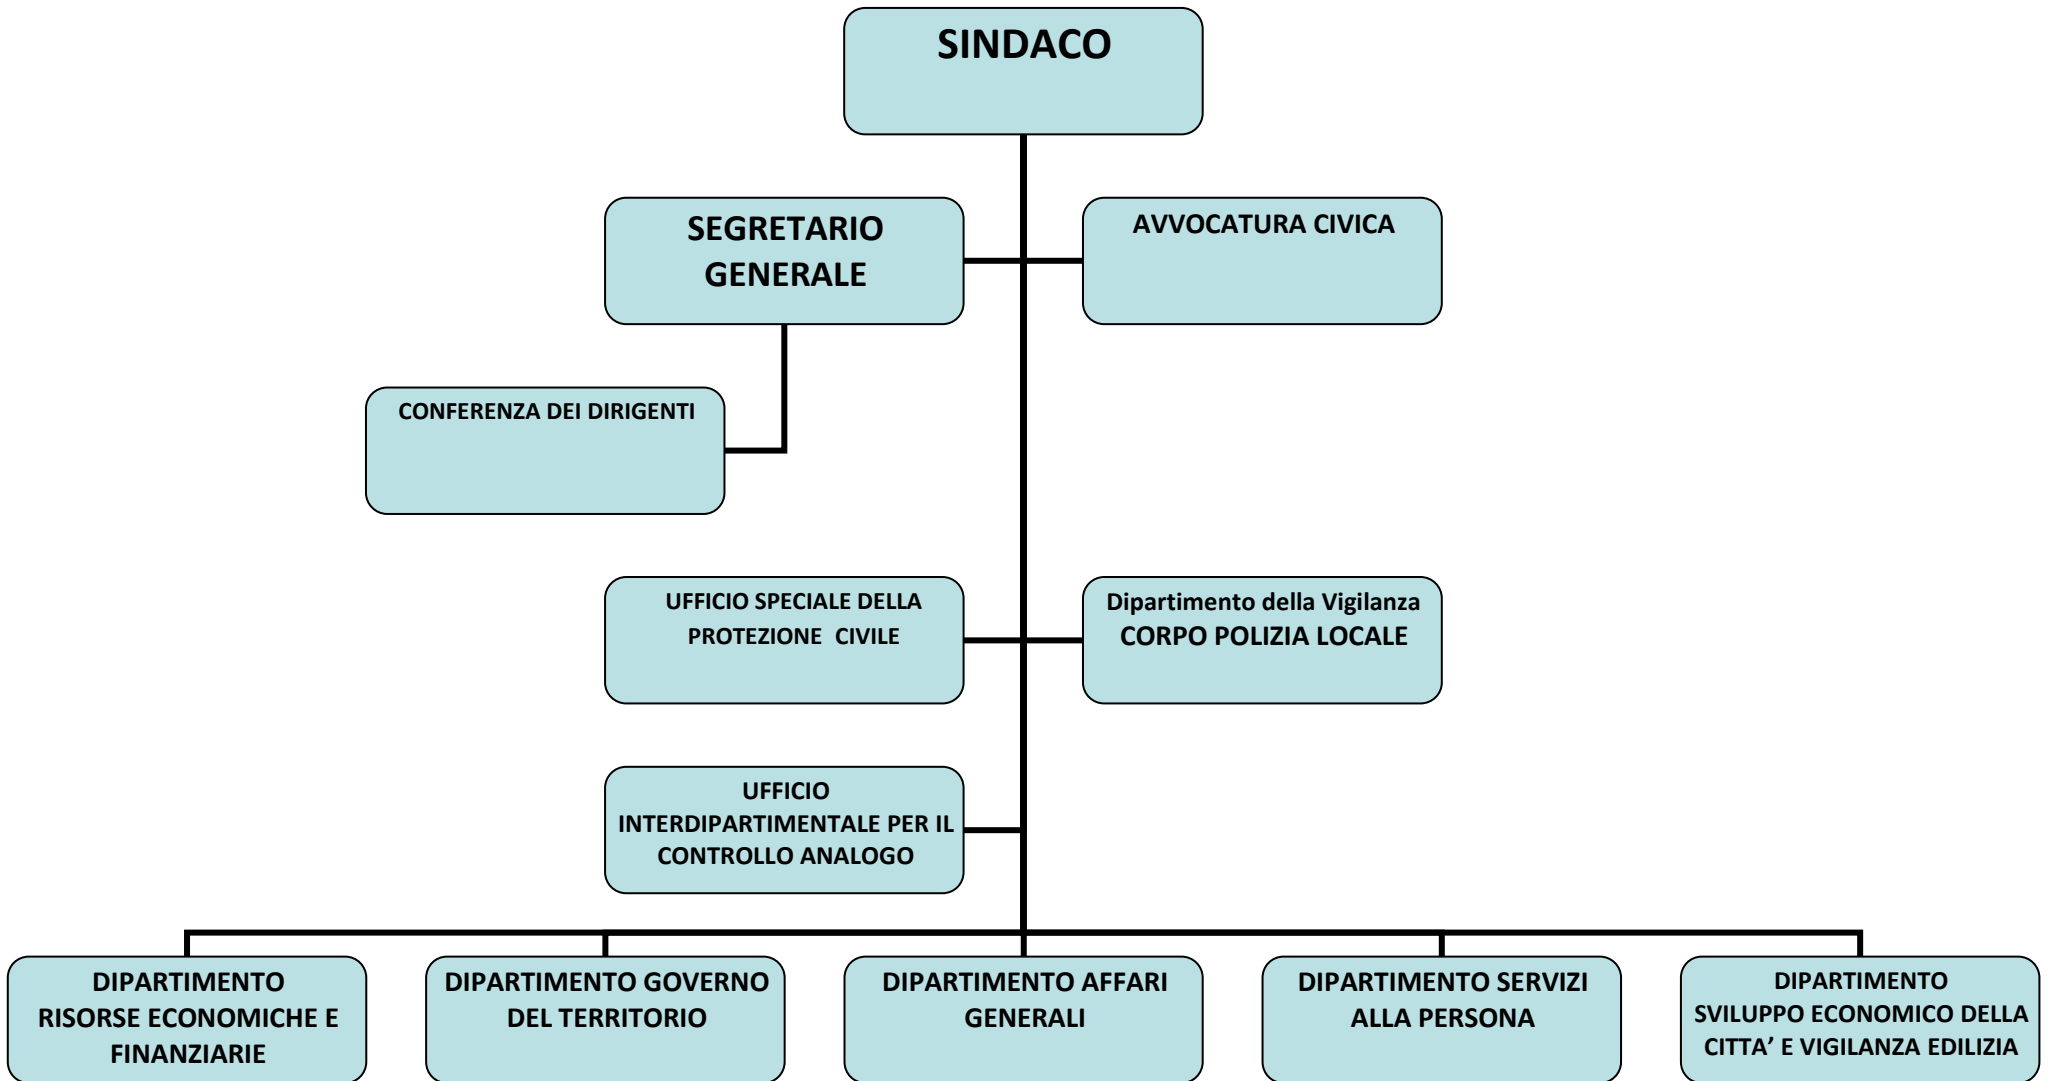 SINDACO
SEGRETARIO
GENERALE
AVVOCATURA CIVICA
CONFERENZA DEI DIRIGENTI
UFFICIO SPECIALE DELLA
PROTEZIONE CIVILE
Dipartimento della Vigilanza
CORPO POLIZIA LOCALE
UFFICIO
INTERDIPARTIMENTALE PER IL
CONTROLLO ANALOGO
DIPARTIMENTO
RISORSE ECONOMICHE E
FINANZIARIE
DIPARTIMENTO GOVERNO
DEL TERRITORIO
DIPARTIMENTO AFFARI
GENERALI
DIPARTIMENTO SERVIZI
ALLA PERSONA
DIPARTIMENTO
SVILUPPO ECONOMICO DELLA
CITTA’ E VIGILANZA EDILIZIA